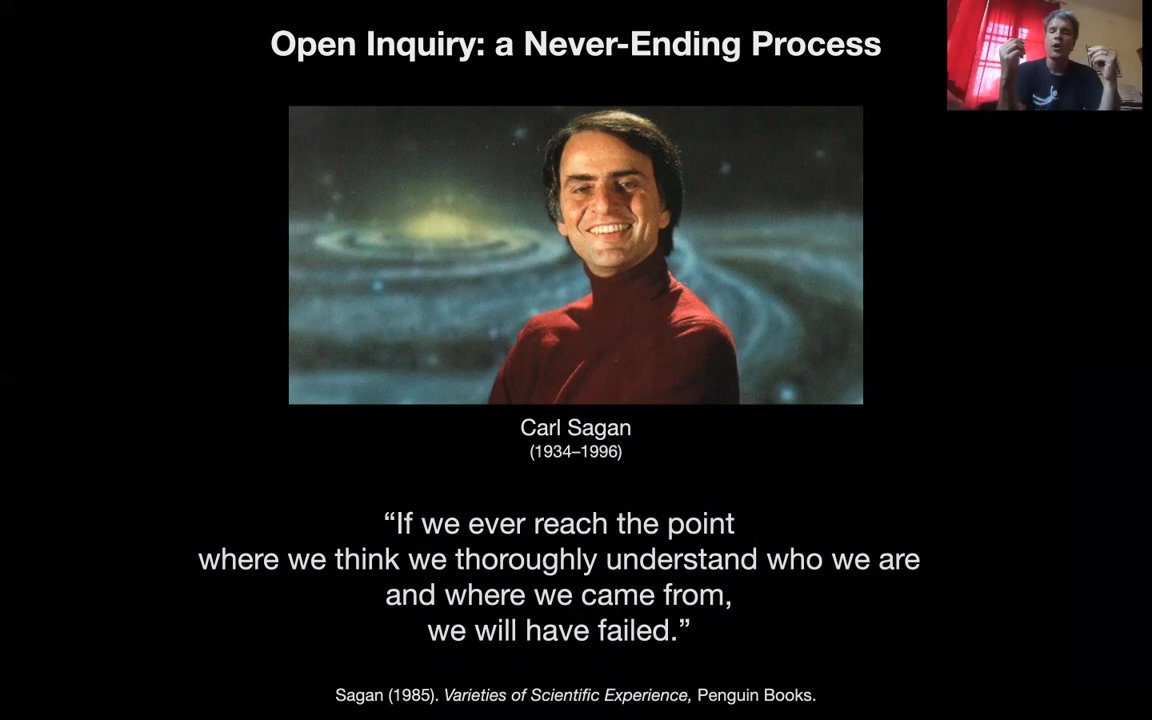 Open Inquiry: a Never-Ending Process
Carl Sagan
(1934–1996)
“If we ever reach the point
where we think we thoroughly understand who we are
and where we came from,
we will have failed.”
Sagan (1985). Varieties of Scientific Experience, Penguin Books.